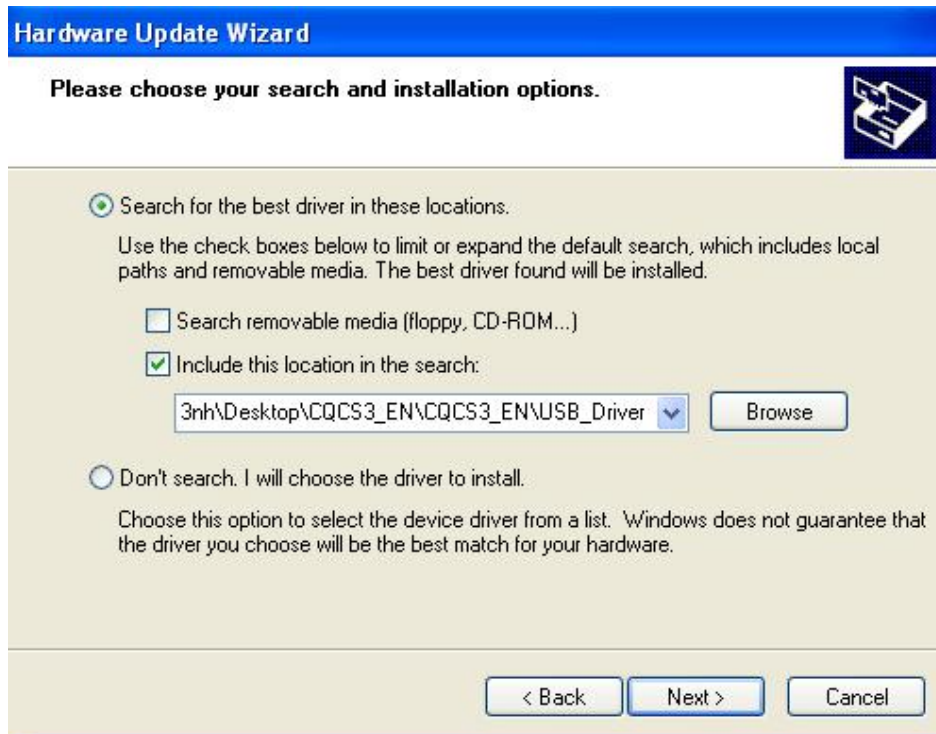 Hardware Update Wizard
Please choose your search and installation options.
Search for the best driver in these locations.
Use the check boxes below to limit or expand the default search, which includes local
paths and removable media. The best driver found will be installed.
Search removable media (floppy, CD-ROM...)
Include this location in the search:
3nh\Desktop\CQCS3_EN\CQCS3_EN\USB_Driver
Browse
Don't search. I will choose the driver to install.
Choose this option to select the device driver from a list. Windows does not guarantee that
the driver you choose will be the best match for your hardware.
< Back Next > Cancel